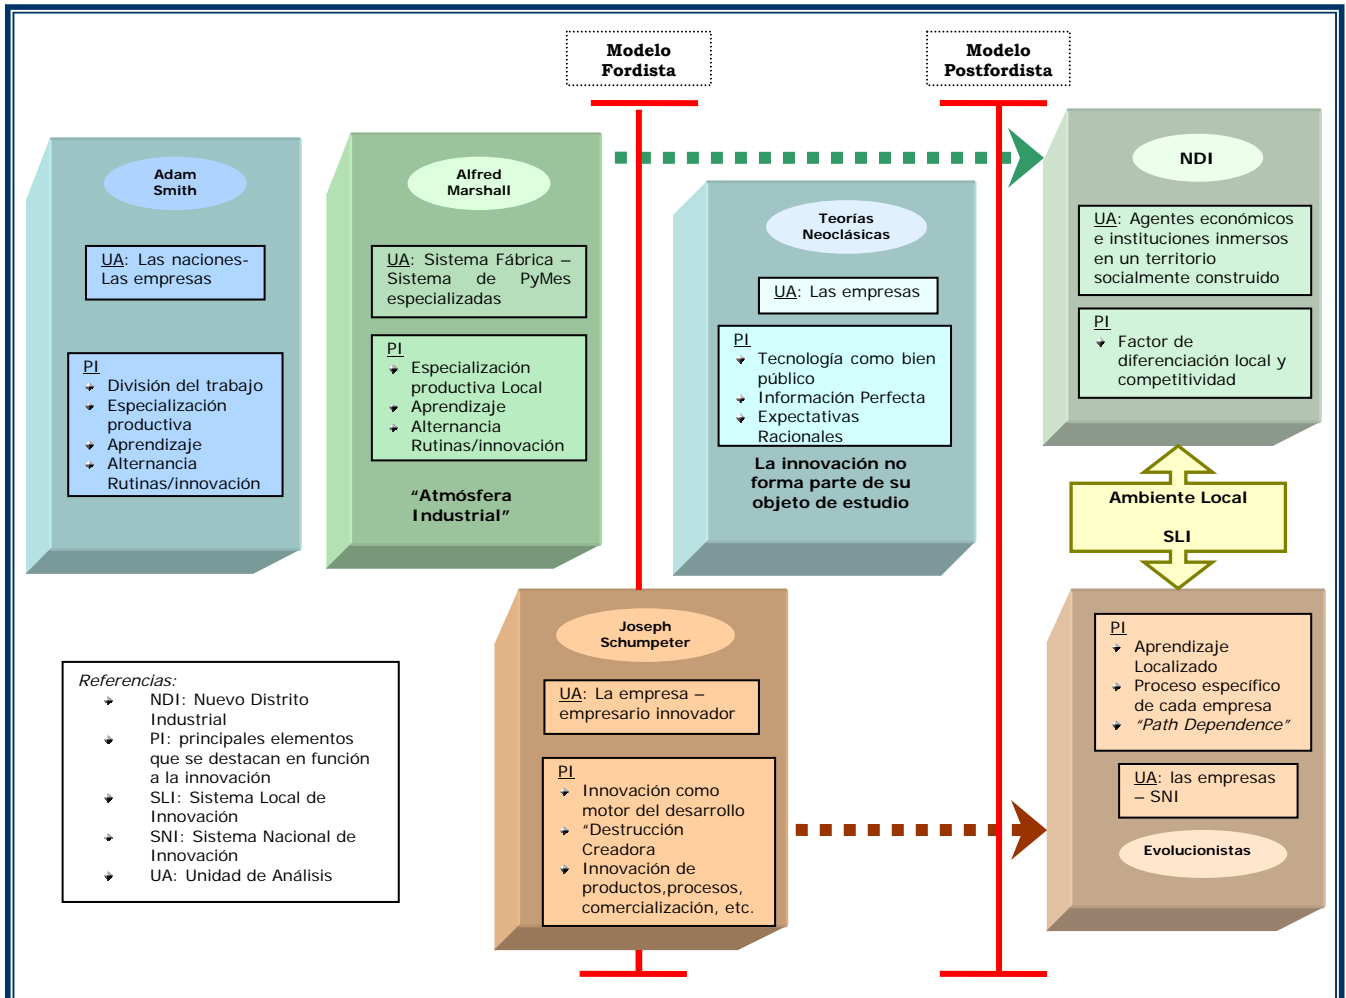 Modelo
Fordista
Modelo
Postfordista
Adam
Smith
UA: Las naciones-
Las empresas
PI
División del trabajo
Especialización
productiva
Aprendizaje
Alternancia
Rutinas/innovación
Alfred
Marshall
UA: Sistema Fábrica –
Sistema de PyMes
especializadas
PI
Especialización
productiva Local
Aprendizaje
Alternancia
Rutinas/innovación
“Atmósfera
Industrial”
Teorías
Neoclásicas
UA: Las empresas
PI
Tecnología como bien
público
Información Perfecta
Expectativas
Racionales
La innovación no
forma parte de su
objeto de estudio
NDI
UA: Agentes económicos
e instituciones inmersos
en un territorio
socialmente construido
PI
Factor de
diferenciación local y
competitividad
Ambiente Local
SLI
Joseph
Schumpeter
UA: La empresa –
empresario innovador
PI
Innovación como
motor del desarrollo
“Destrucción
Creadora
Innovación de
productos,procesos,
comercialización, etc.
PI
Aprendizaje
Localizado
Proceso específico
de cada empresa
“Path Dependence”
UA: las empresas
– SNI
Evolucionistas
Referencias:
NDI: Nuevo Distrito
Industrial
PI: principales elementos
que se destacan en función
a la innovación
SLI: Sistema Local de
Innovación
SNI: Sistema Nacional de
Innovación
UA: Unidad de Análisis